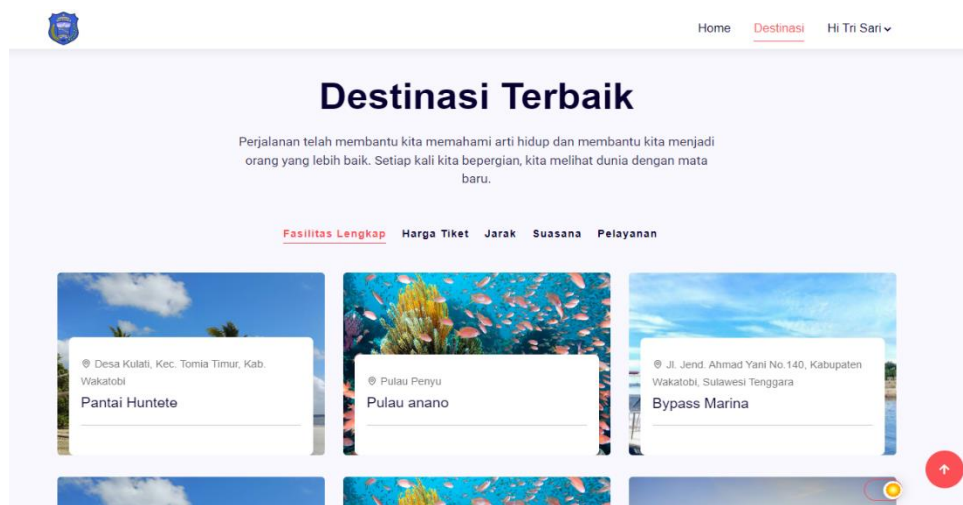 Home Destinasi Hi Tri Sari
Destinasi Terbaik
Perjalanan telah membantu kita memahami arti hidup dan membantu kita menjadi
orang yang lebih baik. Setiap kali kita bepergian, kita melihat dunia dengan mata
baru.
Fasilitas Lengkap Harga Tiket Jarak Suasana Pelayanan
Desa Kulati, Kec. Tomia Timur, Kab.
Wakatobi
Pantai Huntete
Pulau Penyu
Pulau anano
Jl. Jend. Ahmad Yani No.140, Kabupaten
Wakatobi, Sulawesi Tenggara
Bypass Marina